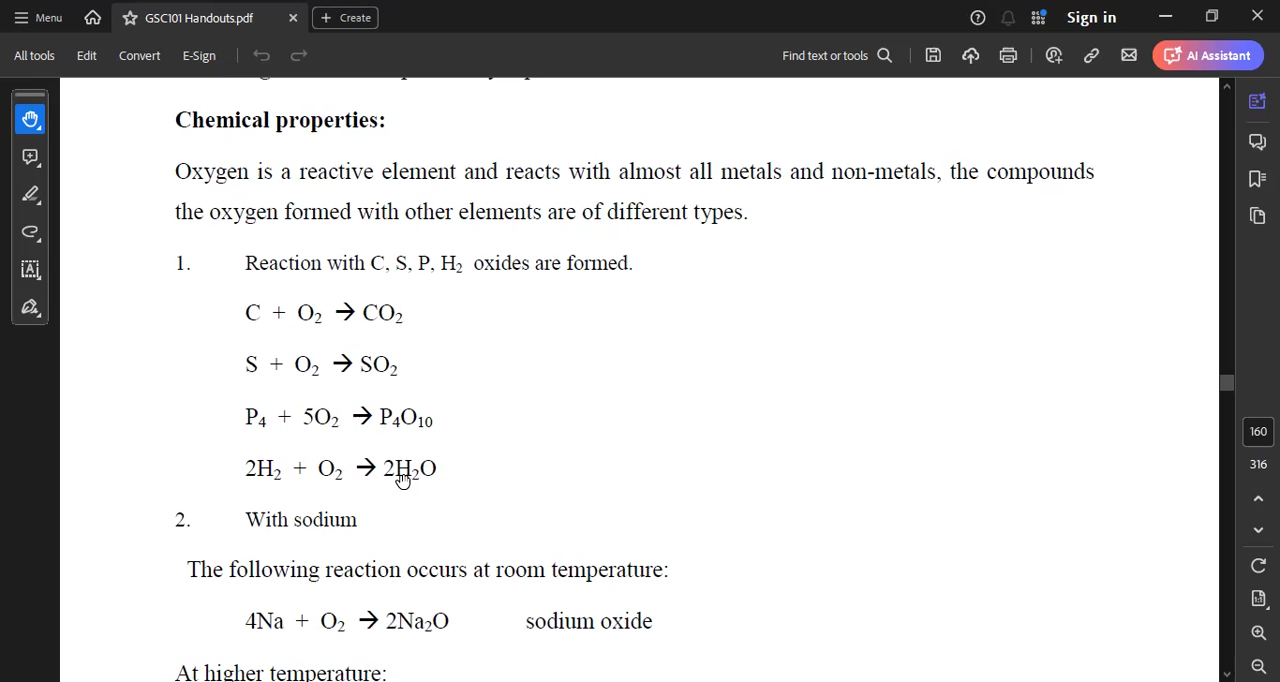 Menu GSC101 Handouts.pdf Create Sign in
All tools Edit Convert E-Sign Find text or tools AI Assistant
Chemical properties:
Oxygen is a reactive element and reacts with almost all metals and non-metals, the compounds
the oxygen formed with other elements are of different types.
1. Reaction with C, S, P, H₂ oxides are formed.
C + O₂ → CO₂
S + O₂ → SO₂
P₄ + 5O₂ → P₄O₁₀
2H₂ + O₂ → 2H₂O
160
316
2. With sodium
The following reaction occurs at room temperature:
4Na + O₂ → 2Na₂O sodium oxide
At higher temperature: